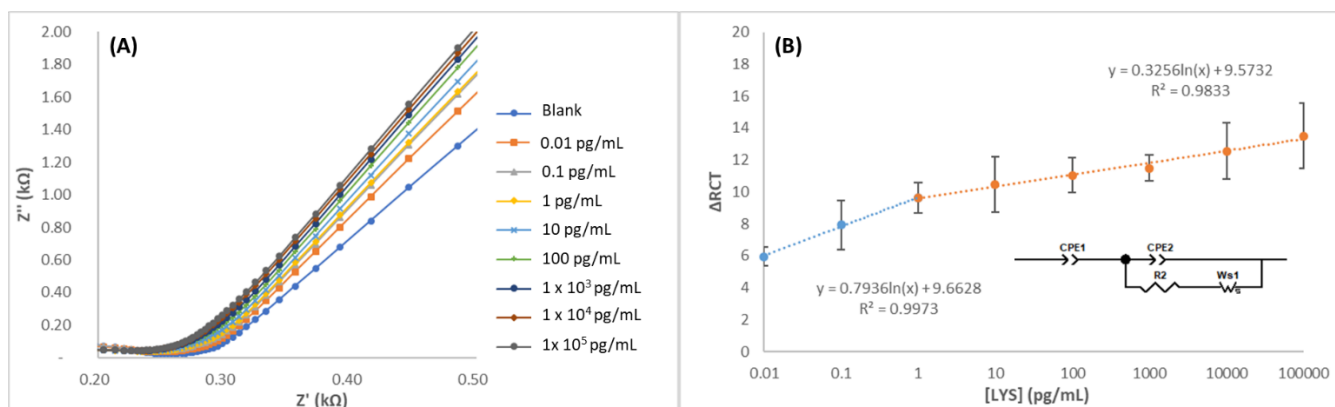 (A)
2.00
1.80
1.60
1.40
1.20
1.00
0.80
0.60
0.40
0.20
-
0.20
0.30
0.40
0.50
Z'' (kΩ)
Z' (kΩ)
Blank
0.01 pg/mL
0.1 pg/mL
1 pg/mL
10 pg/mL
100 pg/mL
1 x 10³ pg/mL
1 x 10⁴ pg/mL
1x 10⁵ pg/mL
(B)
y = 0.3256ln(x) + 9.5732
R² = 0.9833
20
18
16
14
12
10
8
6
4
2
0
ΔRCT
CPE1
CPE2
R2
Ws1
s
y = 0.7936ln(x) + 9.6628
R² = 0.9973
0.01
0.1
1
10
100
1000
10000
100000
[LYS] (pg/mL)